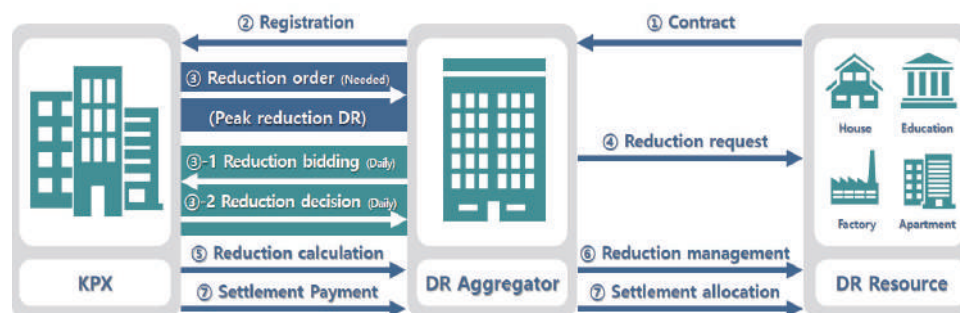 ② Registration
① Contract
③ Reduction order (Needed)
(Peak reduction DR)
③-1 Reduction bidding (Daily)
③-2 Reduction decision (Daily)
④ Reduction request
House
Education
Factory
Apartment
⑤ Reduction calculation
⑥ Reduction management
KPX
DR Aggregator
DR Resource
⑦ Settlement Payment
⑦ Settlement allocation